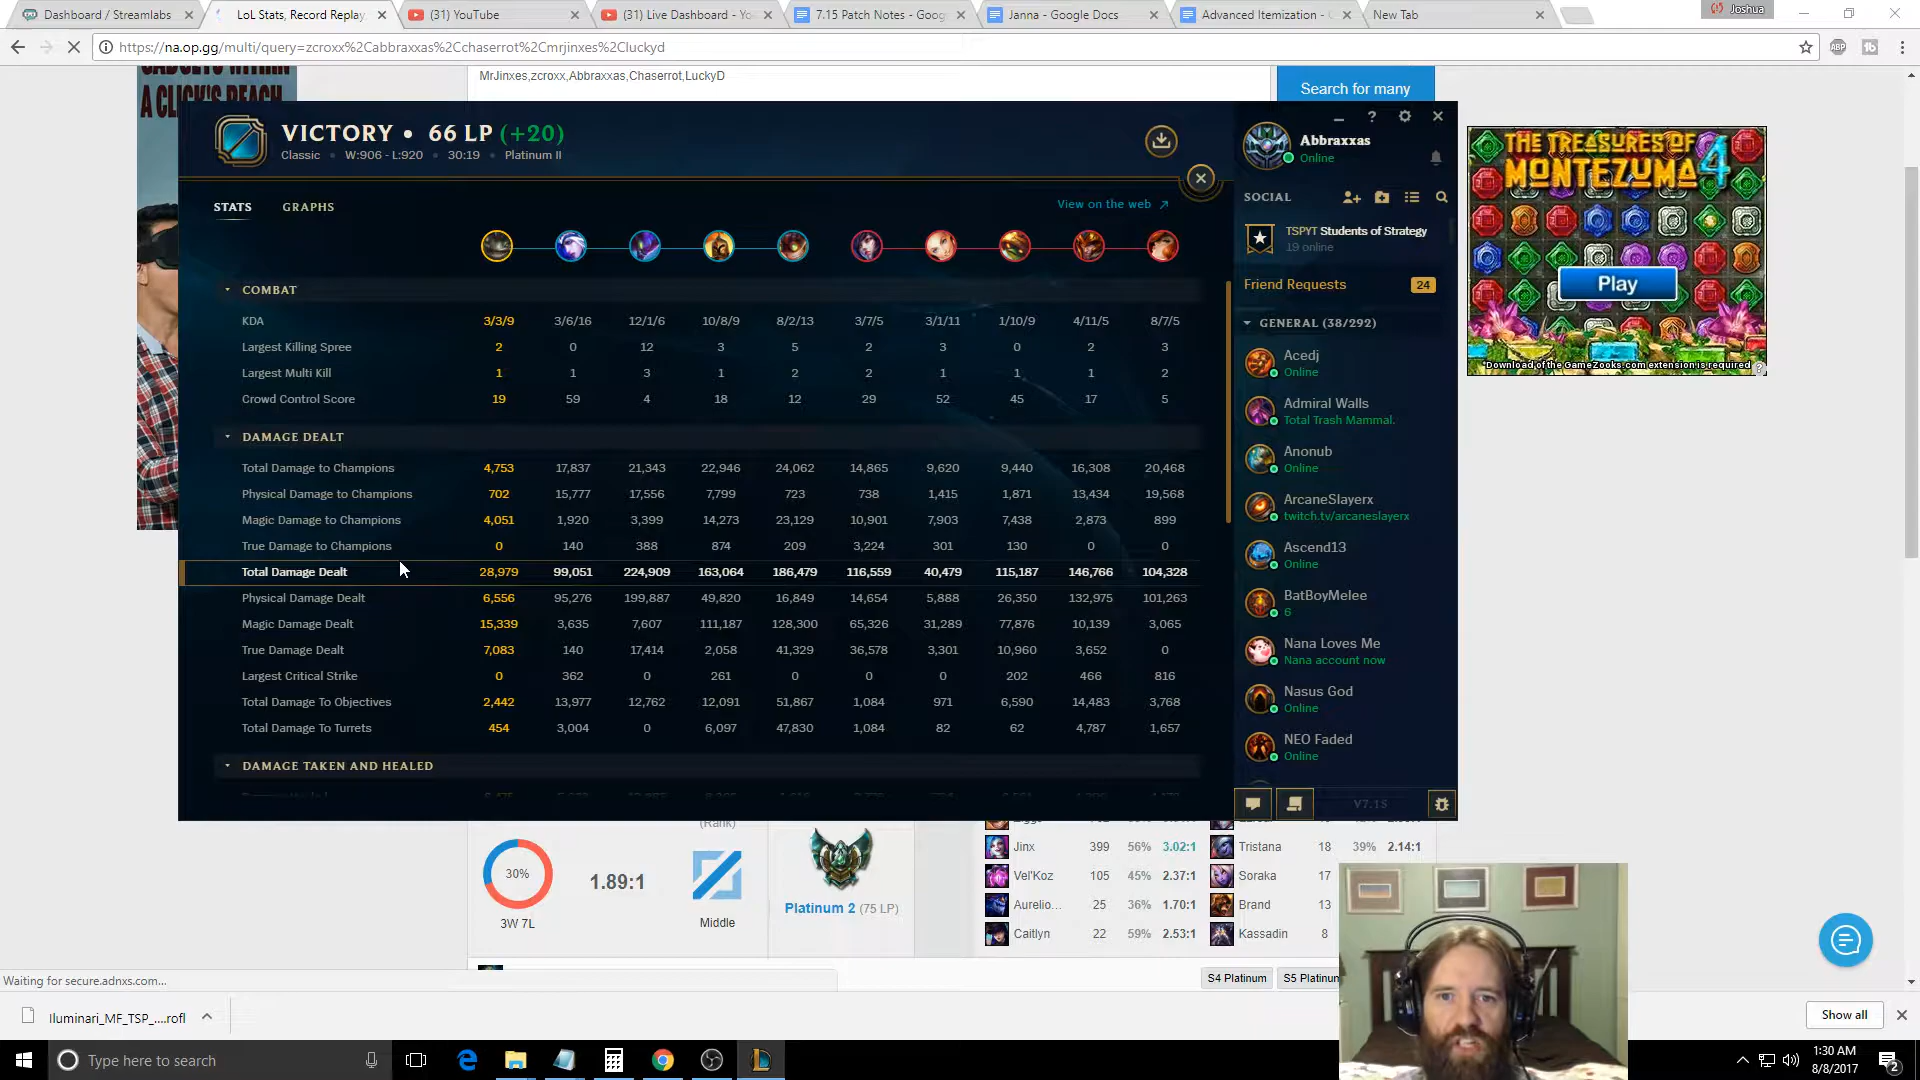 Dashboard / Streamlabs
LoL Stats, Record Replay
(31) YouTube
(31) Live Dashboard - Yo
7.15 Patch Notes - Goog
Janna - Google Docs
Advanced Itemization -
New Tab
Joshua
https://na.op.gg/multi/query=zcroxx%2Cabbraxxas%2Cchaserrot%2Cmrjinxes%2Cluckyd
ABP
GADGETS WITHIN
A CLICK'S REACH
MrJinxes,zcroxx,Abbraxxas,Chaserrot,LuckyD
Search for many
VICTORY • 66 LP (+20)
Classic • W:906 - L:920 • 30:19 • Platinum II
STATS GRAPHS
View on the web
COMBAT
KDA 3/3/9 3/6/16 12/1/6 10/8/9 8/2/13 3/7/5 3/1/11 1/10/9 4/11/5 8/7/5
Largest Killing Spree 2 0 12 3 5 2 3 0 2 3
Largest Multi Kill 1 1 3 1 2 2 1 1 1 2
Crowd Control Score 19 59 4 18 12 29 52 45 17 5
DAMAGE DEALT
Total Damage to Champions 4,753 17,837 21,343 22,946 24,062 14,865 9,620 9,440 16,308 20,468
Physical Damage to Champions 702 15,777 17,556 7,799 723 738 1,415 1,871 13,434 19,568
Magic Damage to Champions 4,051 1,920 3,399 14,273 23,129 10,901 7,903 7,438 2,873 899
True Damage to Champions 0 140 388 874 209 3,224 301 130 0 0
Total Damage Dealt 28,979 99,051 224,909 163,064 186,479 116,559 40,479 115,187 146,766 104,328
Physical Damage Dealt 6,556 95,276 199,887 49,820 16,849 14,654 5,888 26,350 132,975 101,263
Magic Damage Dealt 15,339 3,635 7,607 111,187 128,300 65,326 31,289 77,876 10,139 3,065
True Damage Dealt 7,083 140 17,414 2,058 41,329 36,578 3,301 10,960 3,652 0
Largest Critical Strike 0 362 0 261 0 0 0 202 466 816
Total Damage To Objectives 2,442 13,977 12,762 12,091 51,867 1,084 971 6,590 14,483 3,768
Total Damage To Turrets 454 3,004 0 6,097 47,830 1,084 82 62 4,787 1,657
DAMAGE TAKEN AND HEALED
Abbraxxas
Online
SOCIAL
TSPYT Students of Strategy
19 online
Friend Requests 24
GENERAL (38/292)
Acedj
Online
Admiral Walls
Total Trash Mammal.
Anonub
Online
ArcaneSlayerx
twitch.tv/arcaneslayerx
Ascend13
Online
BatBoyMelee
6
Nana Loves Me
Nana account now
Nasus God
Online
NEO Faded
Online
V7.15
THE TREASURES OF
MONTEZUMA 4
Play
*Download of the GameZooks.com extension is required
?
(Rank)
30%
3W 7L
1.89:1
Middle
Platinum 2 (75 LP)
Jinx 399 56% 3.02:1
Vel'Koz 105 45% 2.37:1
Aurelio... 25 36% 1.70:1
Caitlyn 22 59% 2.53:1
Tristana 18 39% 2.14:1
Soraka 17
Brand 13
Kassadin 8
S4 Platinum
S5 Platinum
Waiting for secure.adnxs.com...
Iluminari_MF_TSP_....rofl
Show all
Type here to search
1:30 AM
8/8/2017
2